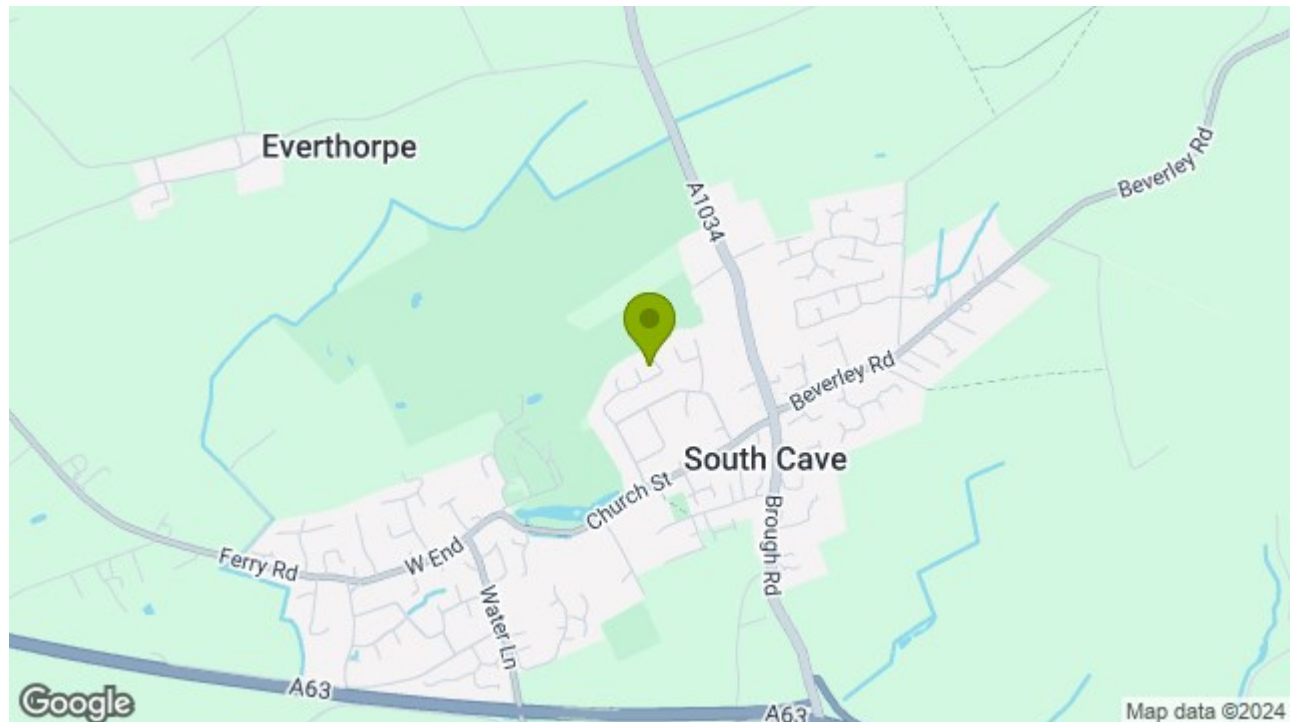 Everthorpe
A1034
Beverley Rd
Beverley Rd
South Cave
Church St
Brough Rd
W End
Ferry Rd
Water Ln
A63
A63
Google
Map data ©2024